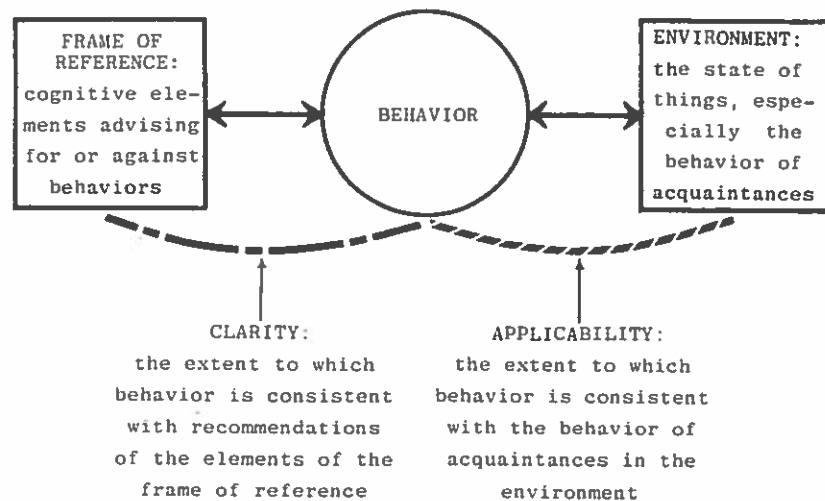 FRAME OF
REFERENCE:
cognitive ele-
ments advising
for or against
behaviors
BEHAVIOR
ENVIRONMENT:
the state of
things, espe-
cially the
behavior of
acquaintances
CLARITY:
the extent to which
behavior is consistent
with recommendations
of the elements of the
frame of reference
APPLICABILITY:
the extent to which
behavior is consistent
with the behavior of
acquaintances in the
environment